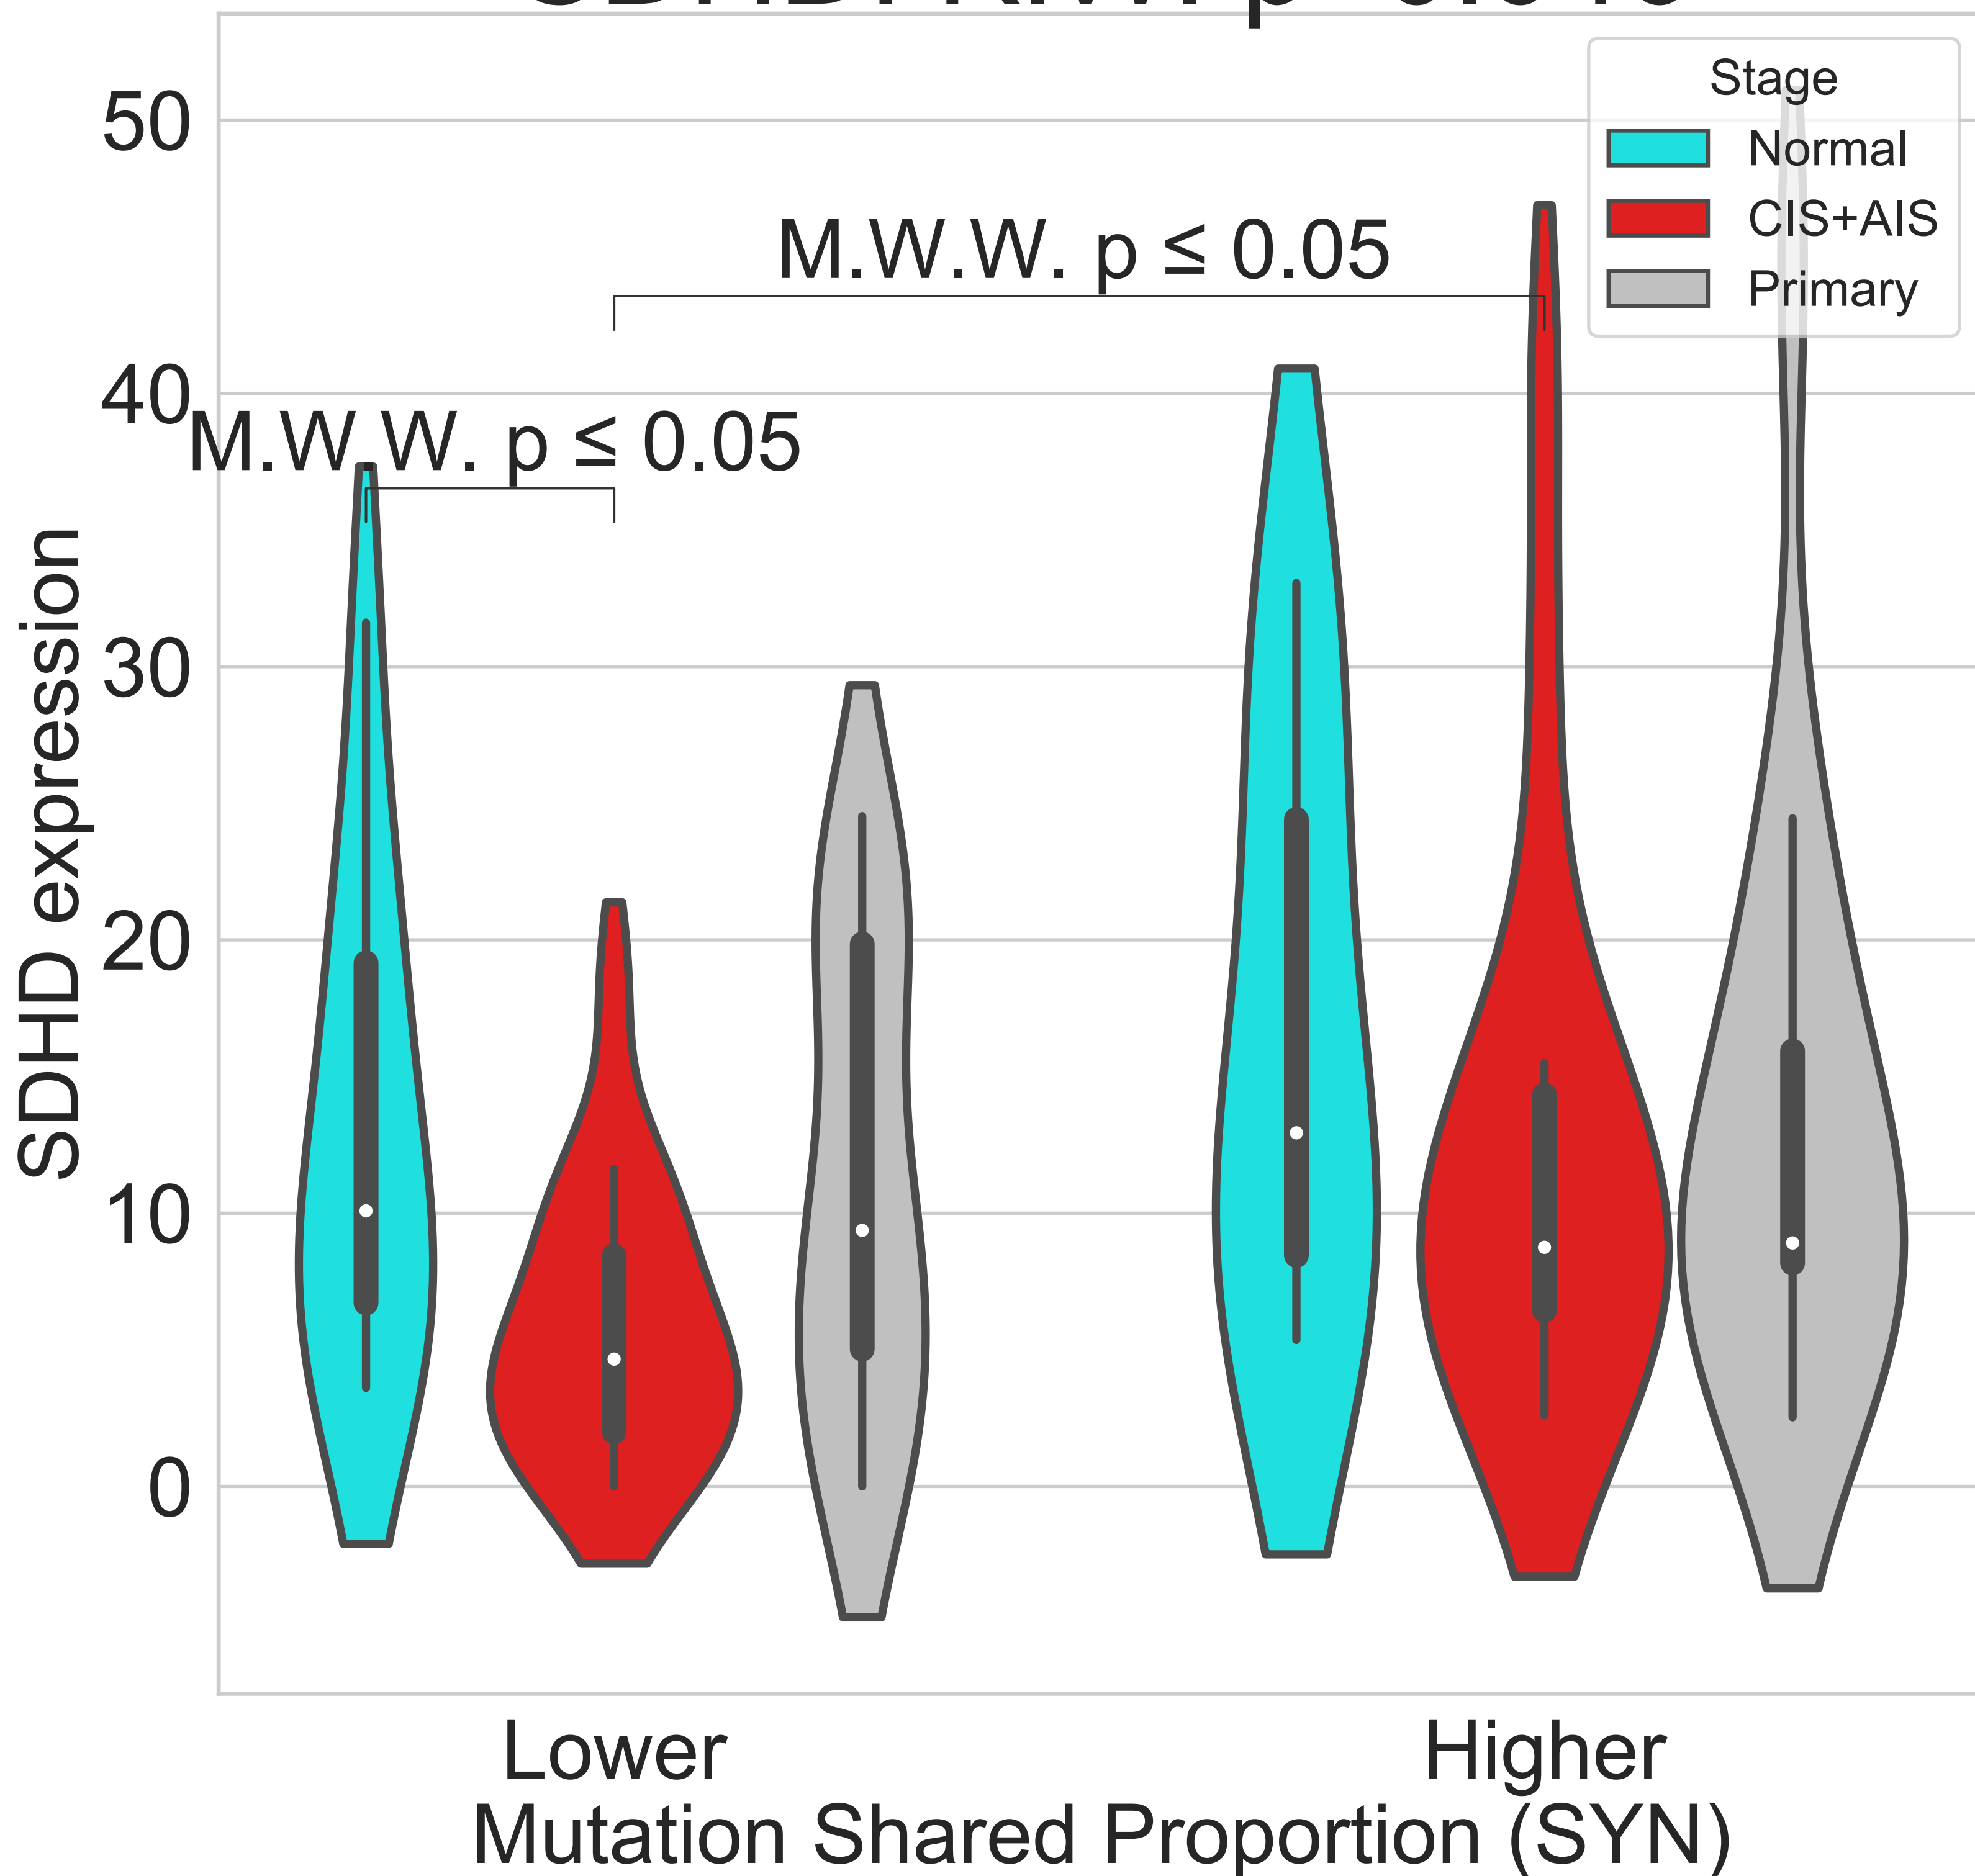 Stage
Normal
CIS+AIS
Primary
M.W.W. p ≤ 0.05
M.W.W. p ≤ 0.05
50
40
30
20
10
0
SDHD expression
Lower
Higher
Mutation Shared Proportion (SYN)